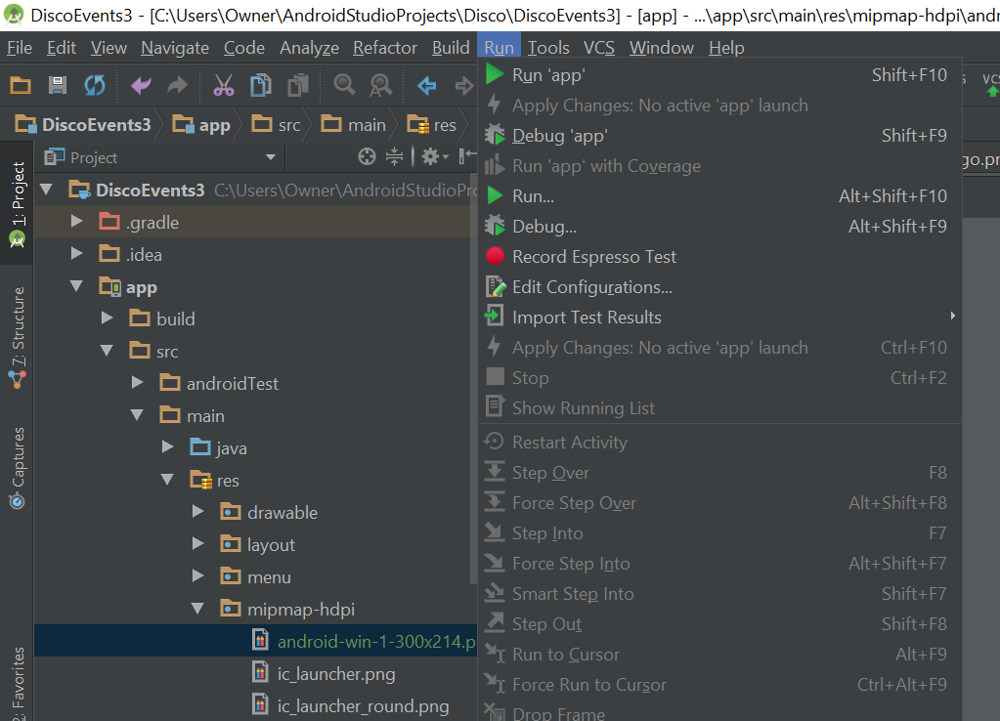 DiscoEvents3 - [C:\Users\Owner\AndroidStudioProjects\Disco\DiscoEvents3] - [app] - ...\app\src\main\res\mipmap-hdpi\andr
File Edit View Navigate Code Analyze Refactor Build Run Tools VCS Window Help
DiscoEvents3 app src main res
Project
1: Project
Z: Structure
Captures
2: Favorites
DiscoEvents3 C:\Users\Owner\AndroidStudioPr
.gradle
.idea
app
build
src
androidTest
main
java
res
drawable
layout
menu
mipmap-hdpi
android-win-1-300x214.p
ic_launcher.png
ic_launcher_round.png
Run 'app' Shift+F10
Apply Changes: No active 'app' launch
Debug 'app' Shift+F9
Run 'app' with Coverage
Run... Alt+Shift+F10
Debug... Alt+Shift+F9
Record Espresso Test
Edit Configurations...
Import Test Results
Apply Changes: No active 'app' launch Ctrl+F10
Stop Ctrl+F2
Show Running List
Restart Activity
Step Over F8
Force Step Over Alt+Shift+F8
Step Into F7
Force Step Into Alt+Shift+F7
Smart Step Into Shift+F7
Step Out Shift+F8
Run to Cursor Alt+F9
Force Run to Cursor Ctrl+Alt+F9
Drop Frame
VCS
go.pr